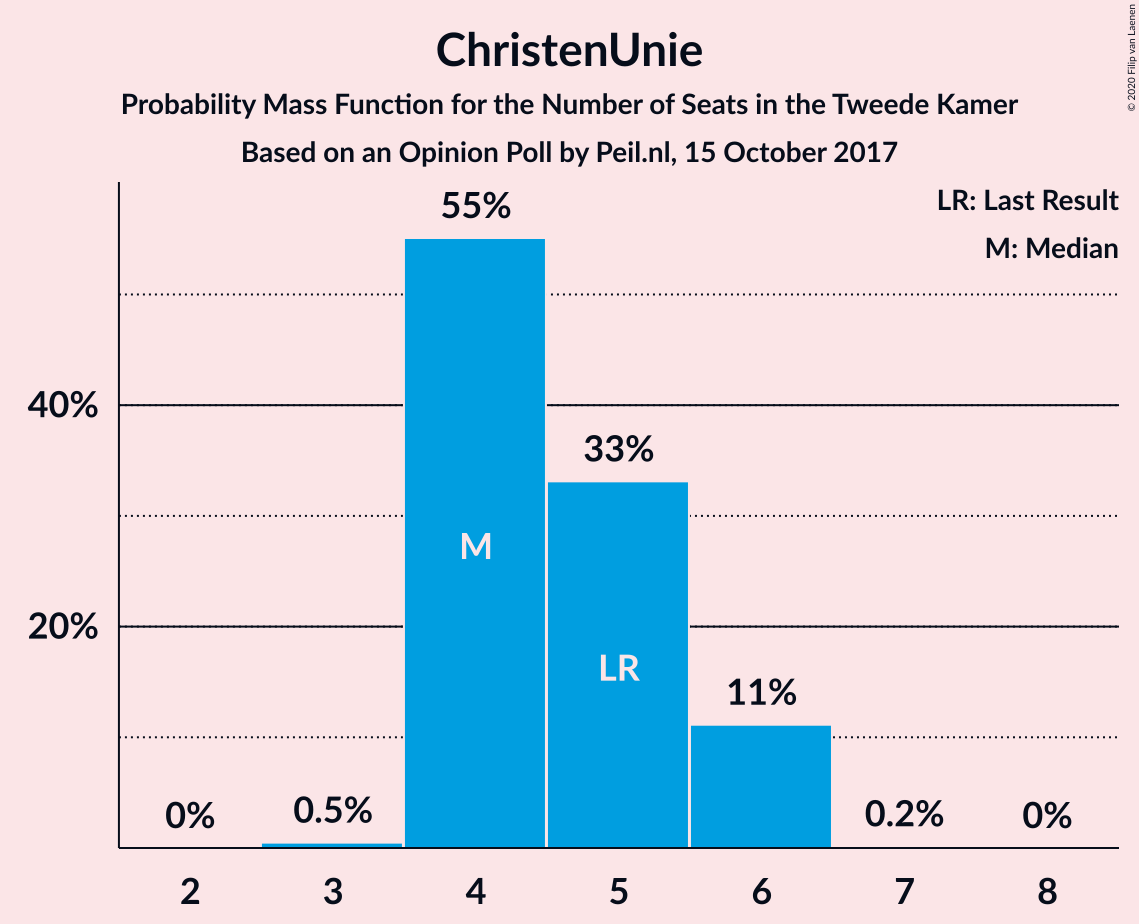 ChristenUnie
Probability Mass Function for the Number of Seats in the Tweede Kamer
Based on an Opinion Poll by Peil.nl, 15 October 2017
© 2020 Filip van Laenen
LR: Last Result
M: Median
55%
40%
33%
M
20%
LR
11%
0%
0.5%
0.2%
0%
2
3
4
5
6
7
8